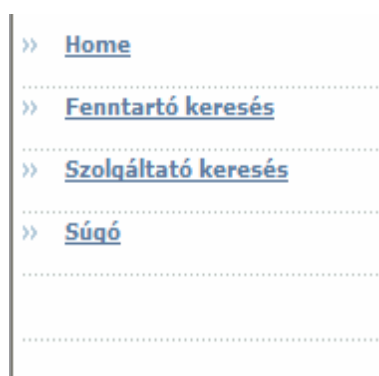 » Home
» Fenntartó keresés
» Szolgáltató keresés
» Súgó